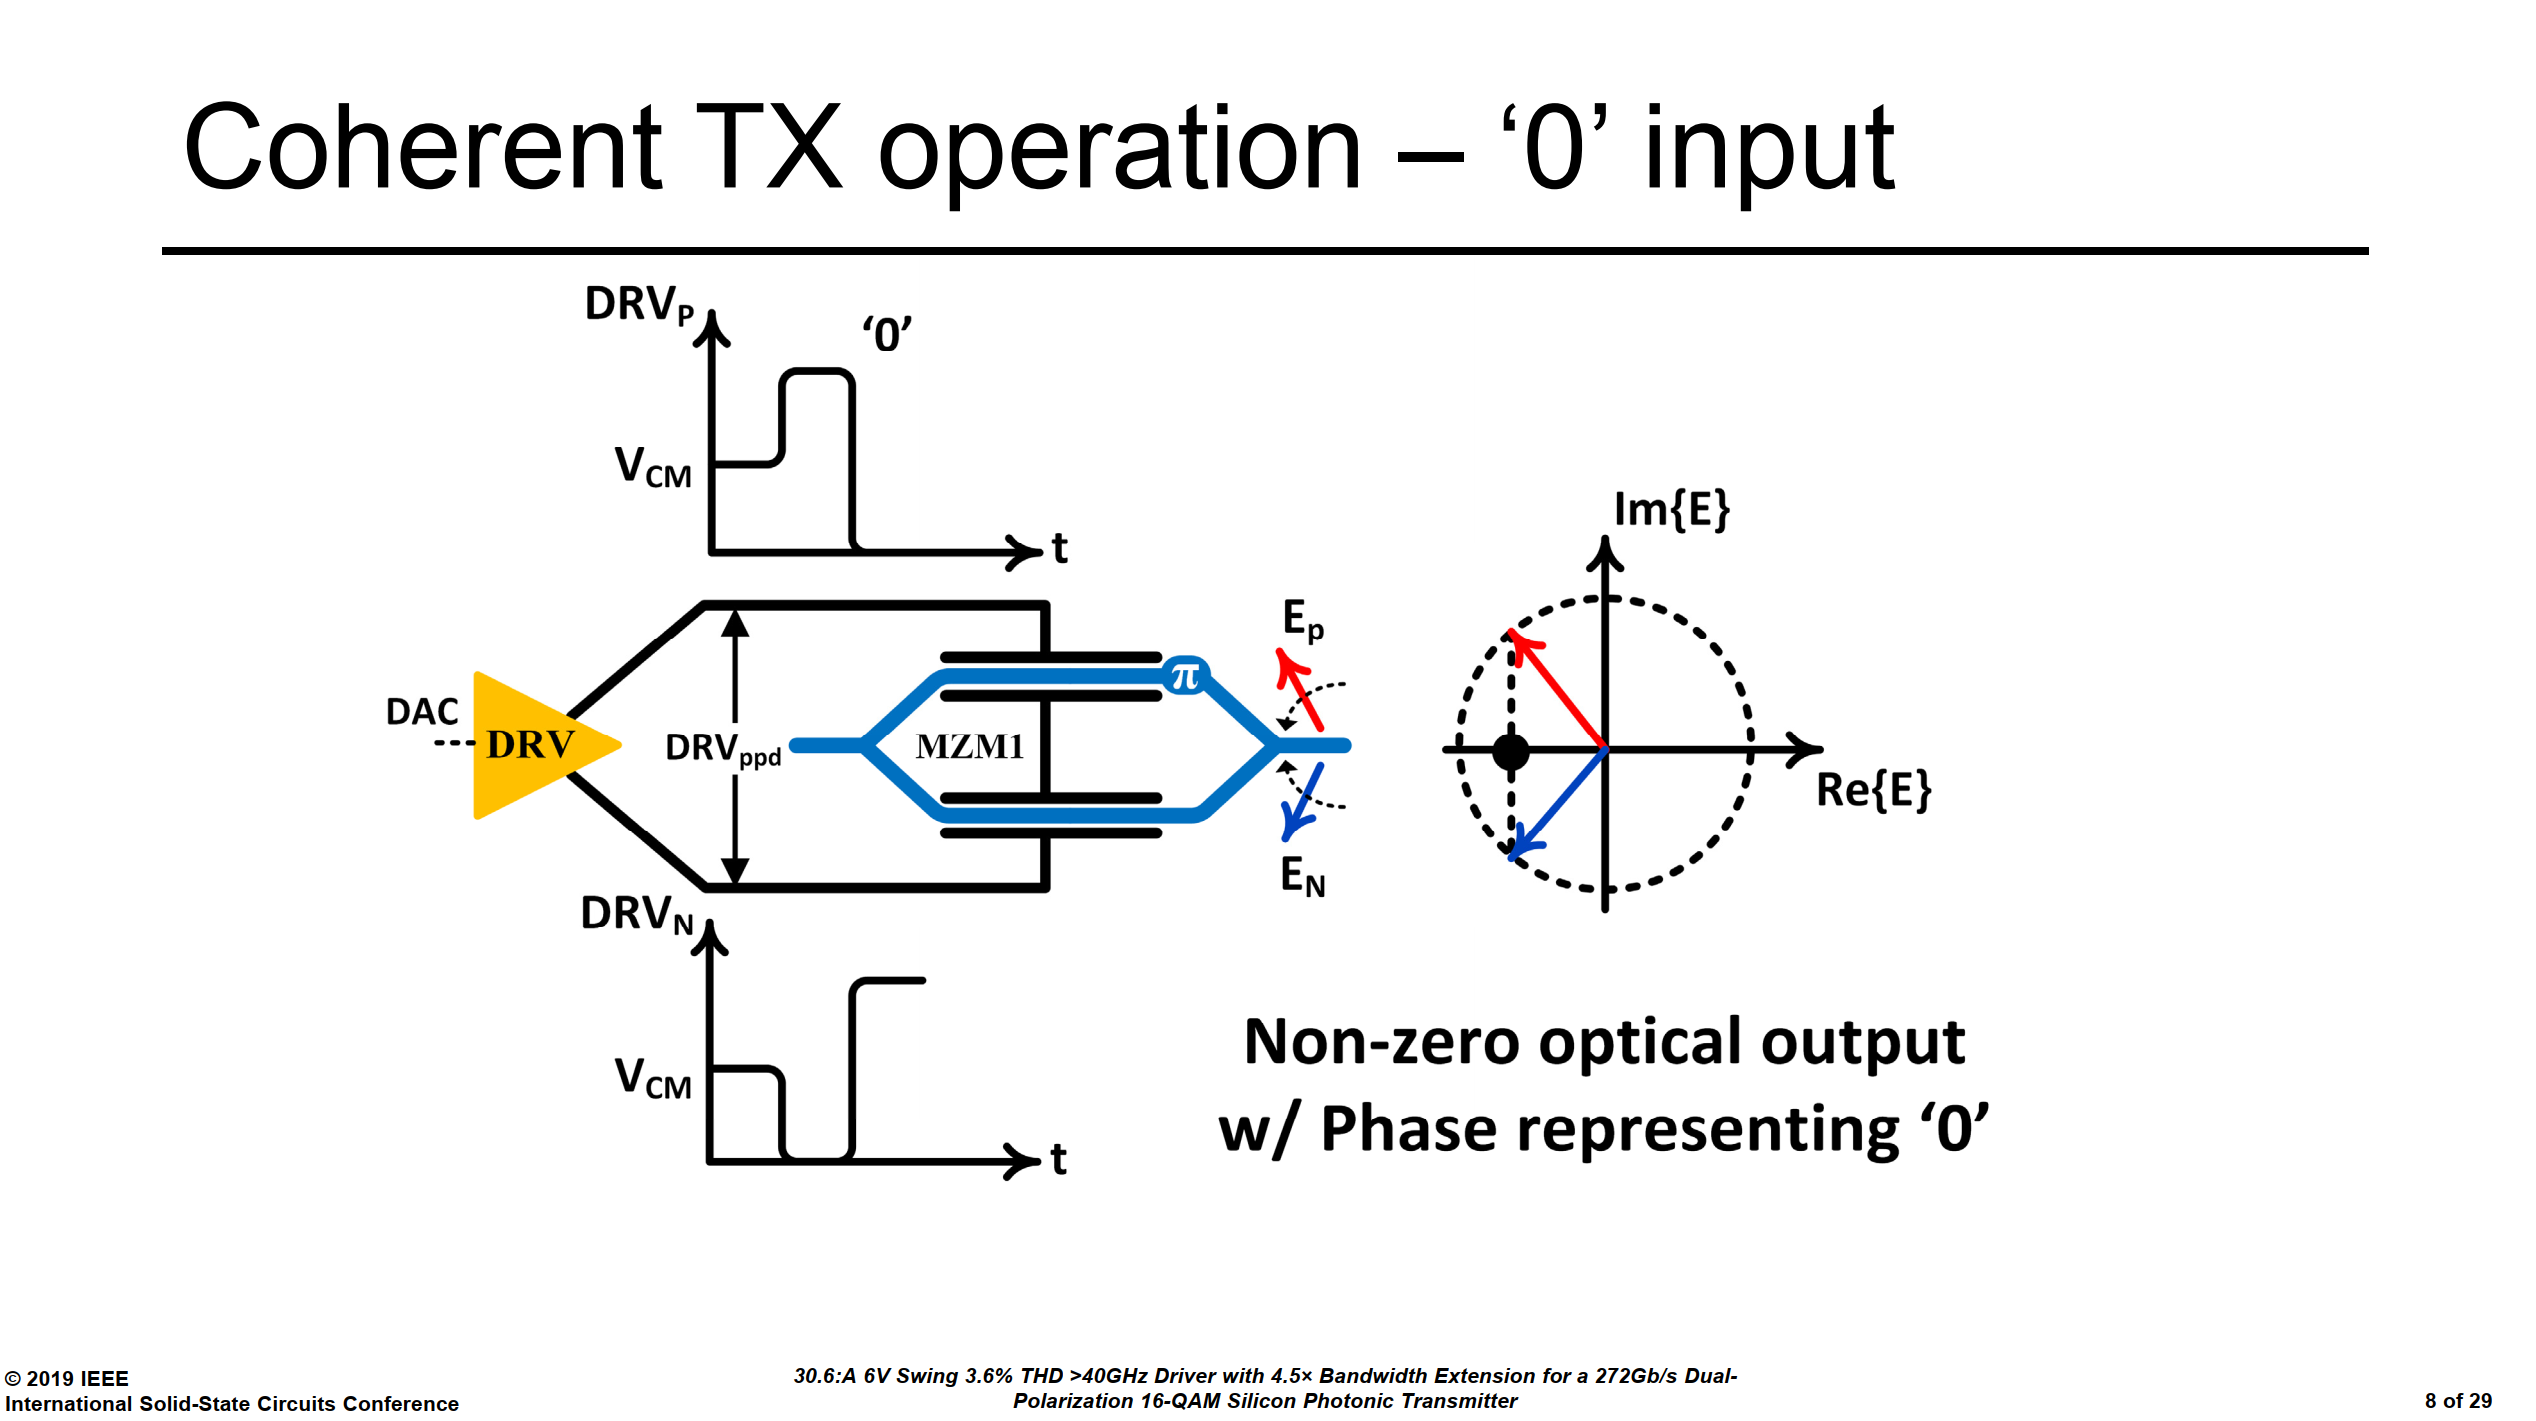 Coherent TX operation – ‘0’ input
DRVP
‘0’
VCM
t
Im{E}
Ep
π
DAC
DRV
DRVppd
MZM1
Re{E}
EN
DRVN
VCM
t
Non-zero optical output
w/ Phase representing ‘0’
© 2019 IEEE
International Solid-State Circuits Conference
30.6:A 6V Swing 3.6% THD >40GHz Driver with 4.5× Bandwidth Extension for a 272Gb/s Dual-
Polarization 16-QAM Silicon Photonic Transmitter
8 of 29